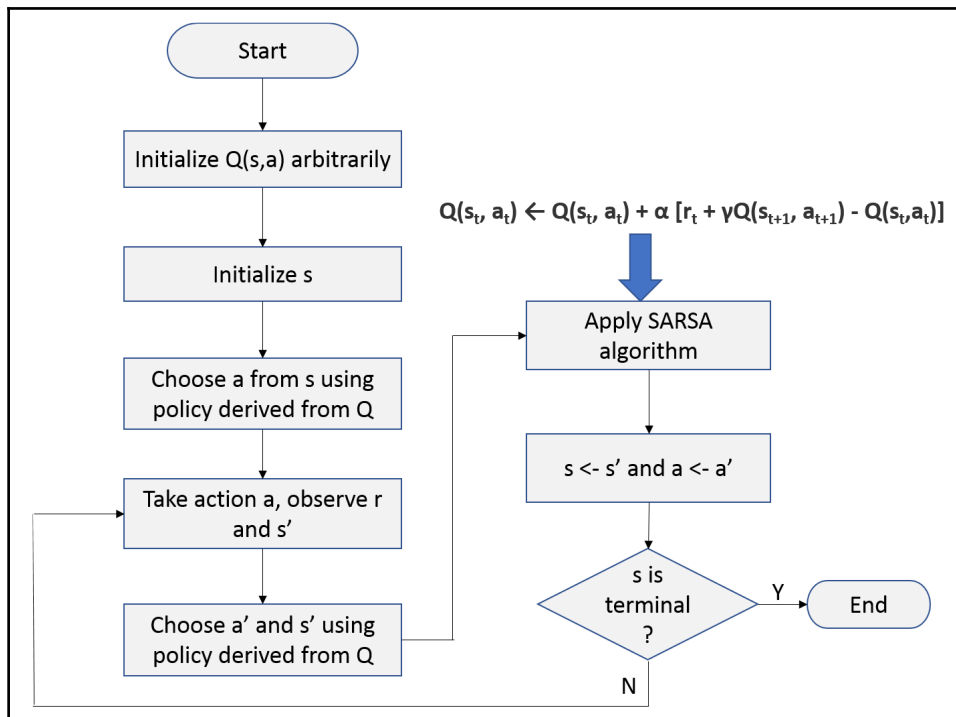 Start
Initialize Q(s,a) arbitrarily
Initialize s
Choose a from s using
policy derived from Q
Take action a, observe r
and s’
Choose a’ and s’ using
policy derived from Q
Q(sₜ, aₜ) ← Q(sₜ, aₜ) + α [rₜ + γQ(sₜ₊₁, aₜ₊₁) - Q(sₜ,aₜ)]
Apply SARSA
algorithm
s <- s’ and a <- a’
s is
terminal
?
Y
End
N